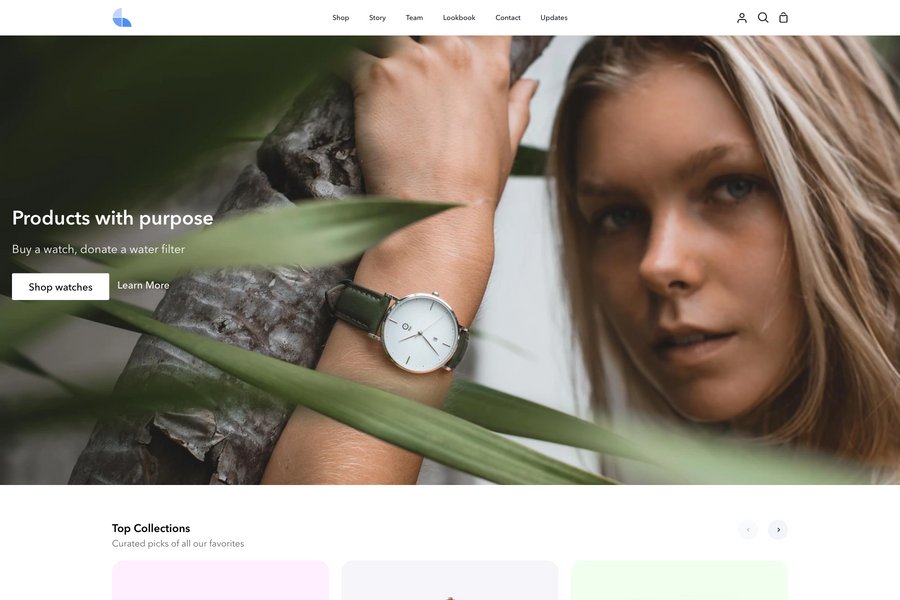 Shop Story Team Lookbook Contact Updates
Products with purpose
Buy a watch, donate a water filter
Shop watches Learn More
Top Collections
Curated picks of all our favorites